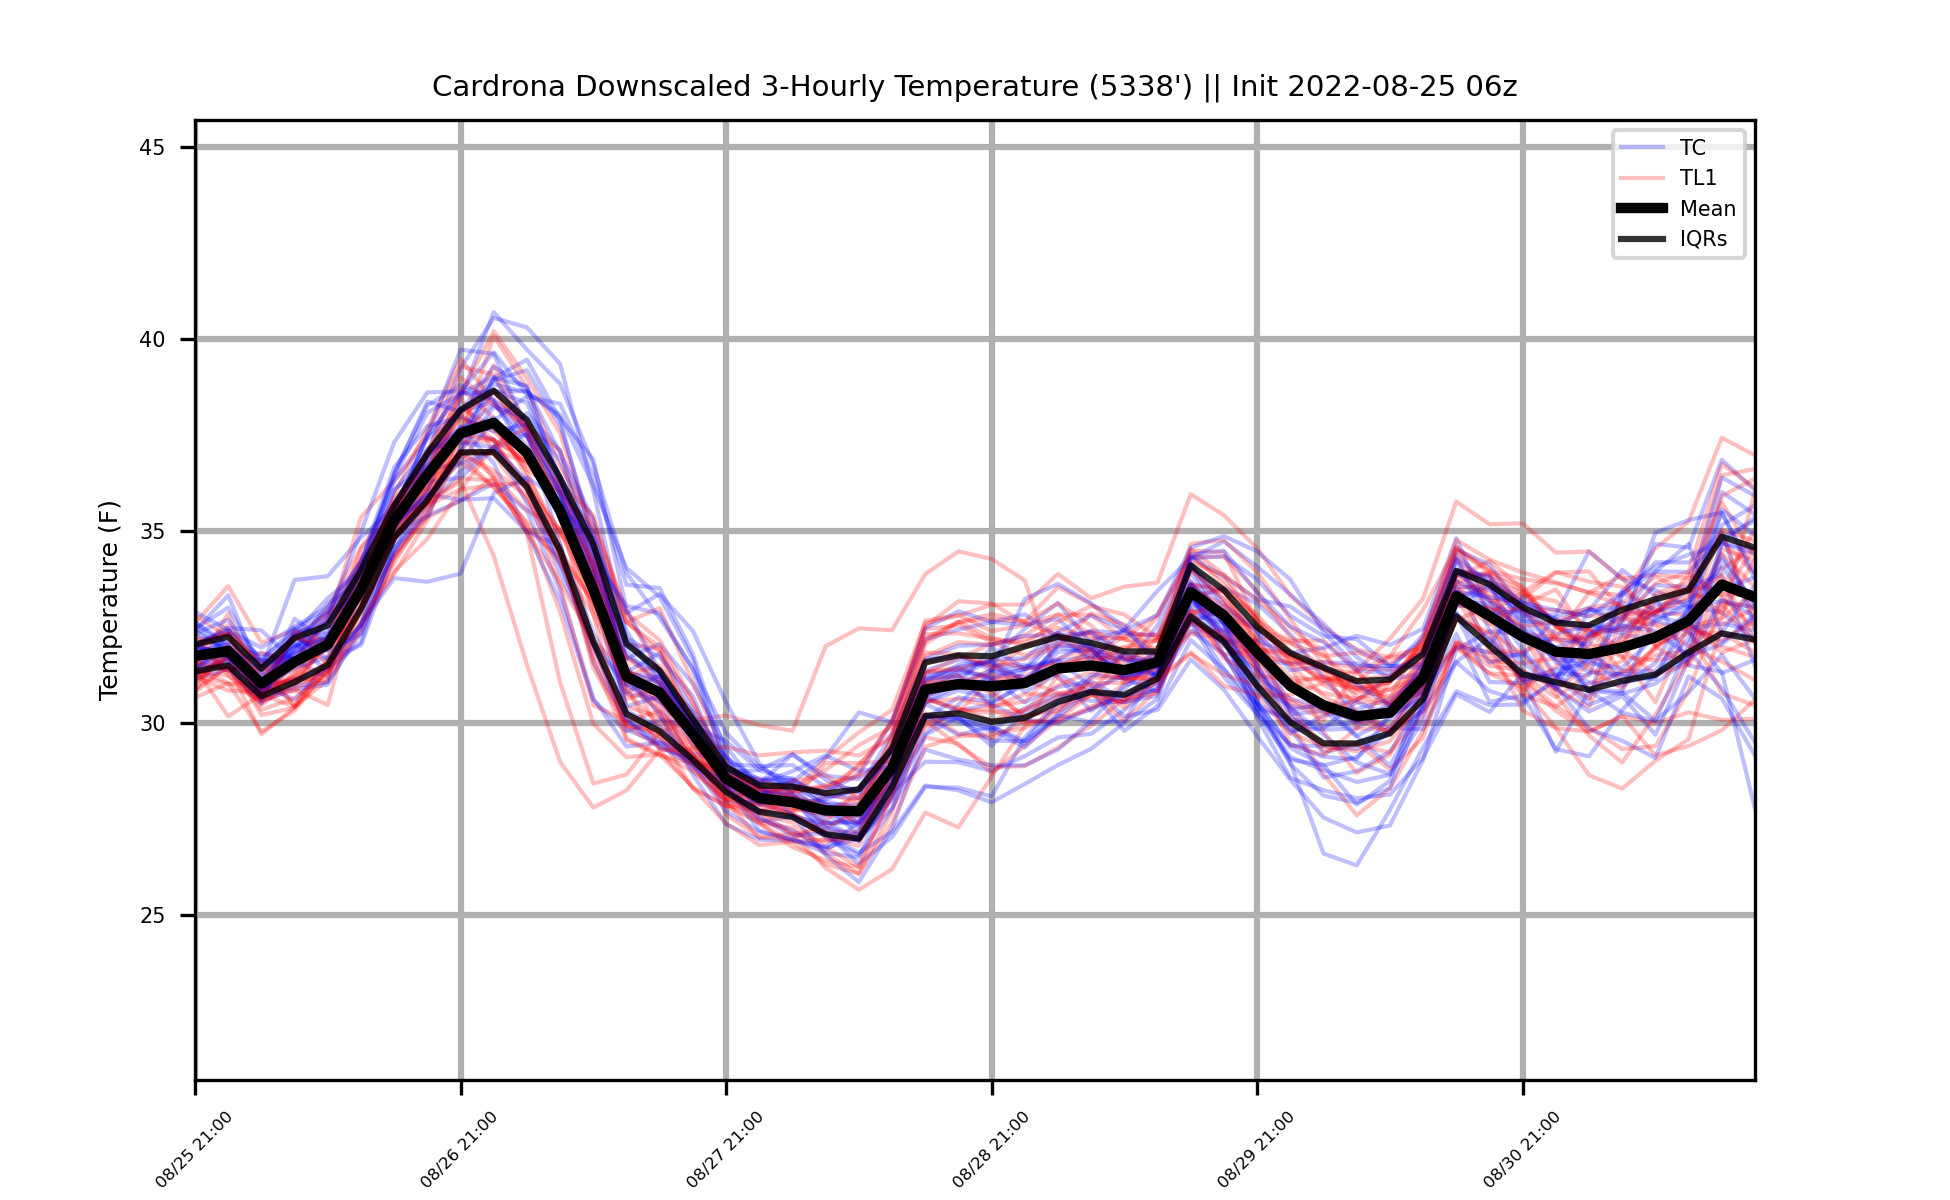 Cardrona Downscaled 3-Hourly Temperature (5338') || Init 2022-08-25 06z
TC
TL1
Mean
IQRs
Temperature (F)
45
40
35
30
25
08/25 21:00
08/26 21:00
08/27 21:00
08/28 21:00
08/29 21:00
08/30 21:00